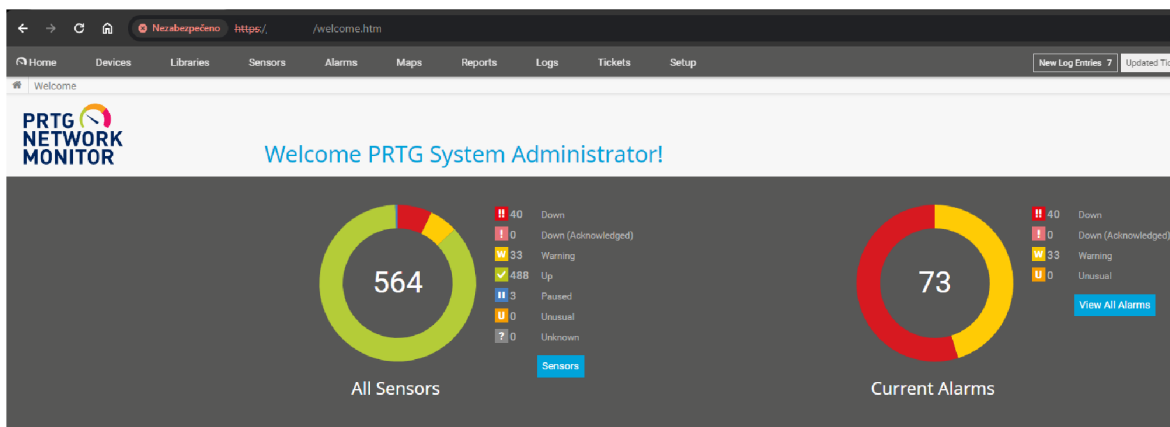 Nezabezpečeno https:/, /welcome.htm
Home Devices Libraries Sensors Alarms Maps Reports Logs Tickets Setup New Log Entries 7 Updated Tic
Welcome
PRTG
NETWORK
MONITOR
Welcome PRTG System Administrator!
564
!! 40 Down
! 0 Down (Acknowledged)
W 33 Warning
488 Up
3 Paused
U 0 Unusual
? 0 Unknown
Sensors
All Sensors
73
!! 40 Down
! 0 Down (Acknowledged)
W 33 Warning
U 0 Unusual
View All Alarms
Current Alarms